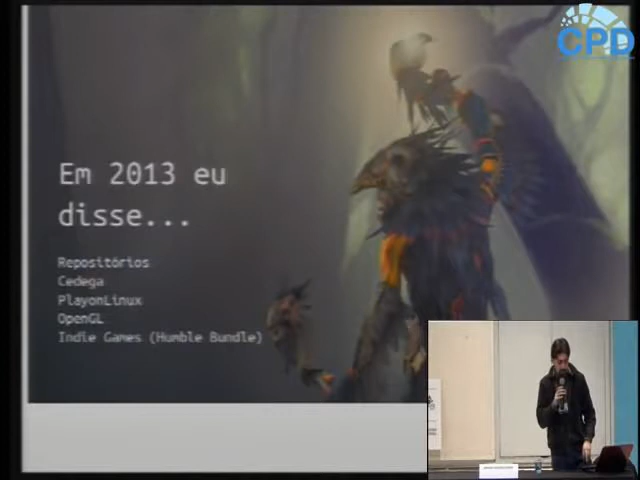 CPD
Em 2013 eu
disse...
Repositórios
Cedega
PlayonLinux
OpenGL
Indie Games (Humble Bundle)